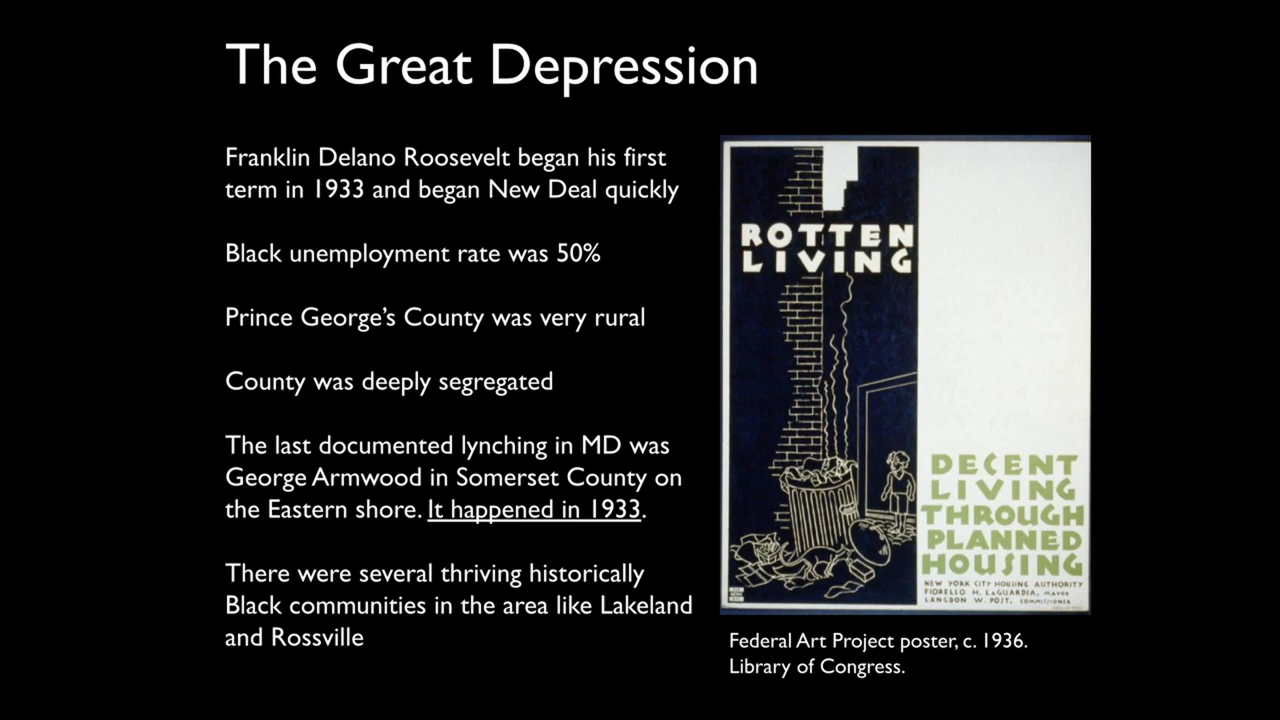 The Great Depression
Franklin Delano Roosevelt began his first
term in 1933 and began New Deal quickly
Black unemployment rate was 50%
Prince George's County was very rural
County was deeply segregated
The last documented lynching in MD was
George Armwood in Somerset County on
the Eastern shore. It happened in 1933.
There were several thriving historically
Black communities in the area like Lakeland
and Rossville
ROTTEN
LIVING
DECENT
LIVING
THROUGH
PLANNED
HOUSING
NEW YORK CITY HOUSING AUTHORITY
FIORELLO H. LaGUARDIA, MAYOR
LANGDON W. POST, COMMISSIONER
Federal Art Project poster, c. 1936.
Library of Congress.